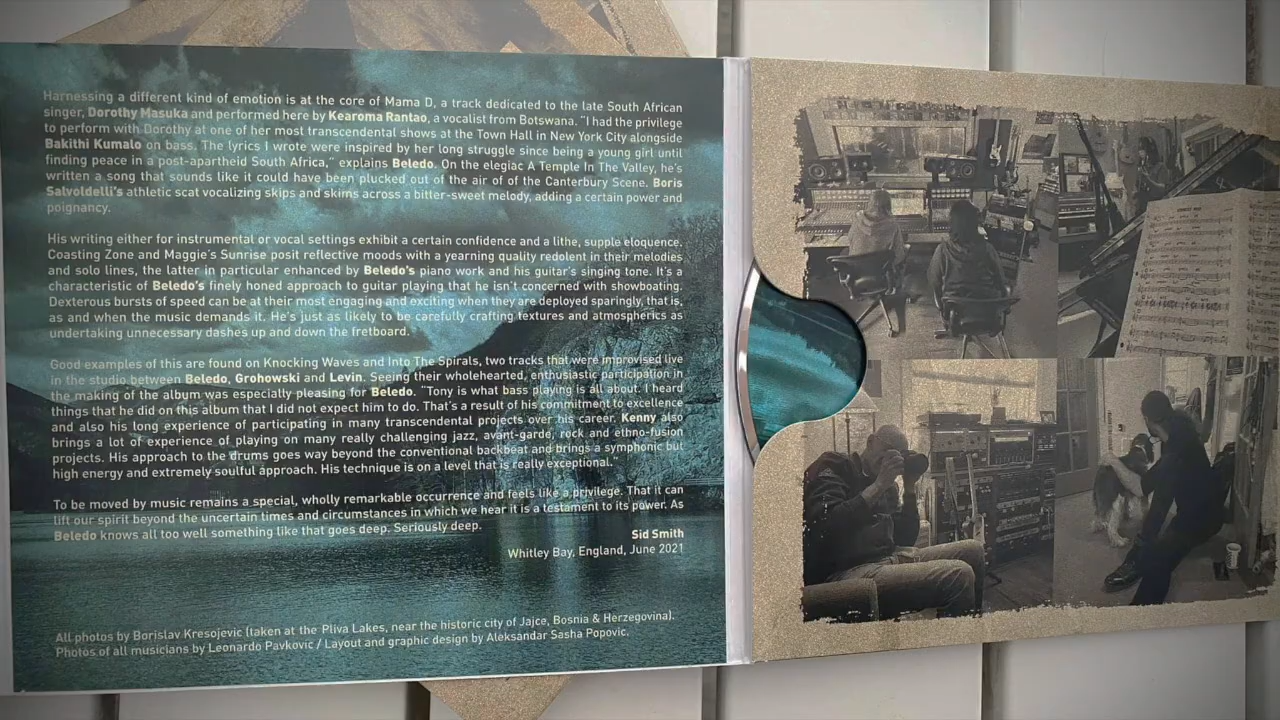 Harnessing a different kind of emotion is at the core of Mama D, a track dedicated to the late South African
singer, Dorothy Masuka and performed here by Kearoma Rantao, a vocalist from Botswana. “I had the privilege
to perform with Dorothy at one of her most transcendental shows at the Town Hall in New York City alongside
Bakithi Kumalo on bass. The lyrics I wrote were inspired by her long struggle since being a young girl until
finding peace in a post-apartheid South Africa,” explains Beledo. On the elegiac A Temple In The Valley, he’s
written a song that sounds like it could have been plucked out of the air of of the Canterbury Scene. Boris
Salvoldelli’s athletic scat vocalizing skips and skims across a bitter-sweet melody, adding a certain power and
poignancy.
His writing either for instrumental or vocal settings exhibit a certain confidence and a lithe, supple eloquence.
Coasting Zone and Maggie’s Sunrise posit reflective moods with a yearning quality redolent in their melodies
and solo lines, the latter in particular enhanced by Beledo’s piano work and his guitar’s singing tone. It’s a
characteristic of Beledo’s finely honed approach to guitar playing that he isn’t concerned with showboating.
Dexterous bursts of speed can be at their most engaging and exciting when they are deployed sparingly, that is,
as and when the music demands it. He’s just as likely to be carefully crafting textures and atmospherics as
undertaking unnecessary dashes up and down the fretboard.
Good examples of this are found on Knocking Waves and Into The Spirals, two tracks that were improvised live
in the studio between Beledo, Grohowski and Levin. Seeing their wholehearted, enthusiastic participation in
the making of the album was especially pleasing for Beledo. “Tony is what bass playing is all about. I heard
things that he did on this album that I did not expect him to do. That’s a result of his commitment to excellence
and also his long experience of participating in many transcendental projects over his career. Kenny also
brings a lot of experience of playing on many really challenging jazz, avant-garde, rock and ethno-fusion
projects. His approach to the drums goes way beyond the conventional backbeat and brings a symphonic but
high energy and extremely soulful approach. His technique is on a level that is really exceptional.”
To be moved by music remains a special, wholly remarkable occurrence and feels like a privilege. That it can
lift our spirit beyond the uncertain times and circumstances in which we hear it is a testament to its power. As
Beledo knows all too well something like that goes deep. Seriously deep.
Sid Smith
Whitley Bay, England, June 2021
All photos by Borislav Kresojevic (taken at the Pliva Lakes, near the historic city of Jajce, Bosnia & Herzegovina).
Photos of all musicians by Leonardo Pavkovic / Layout and graphic design by Aleksandar Sasha Popovic.